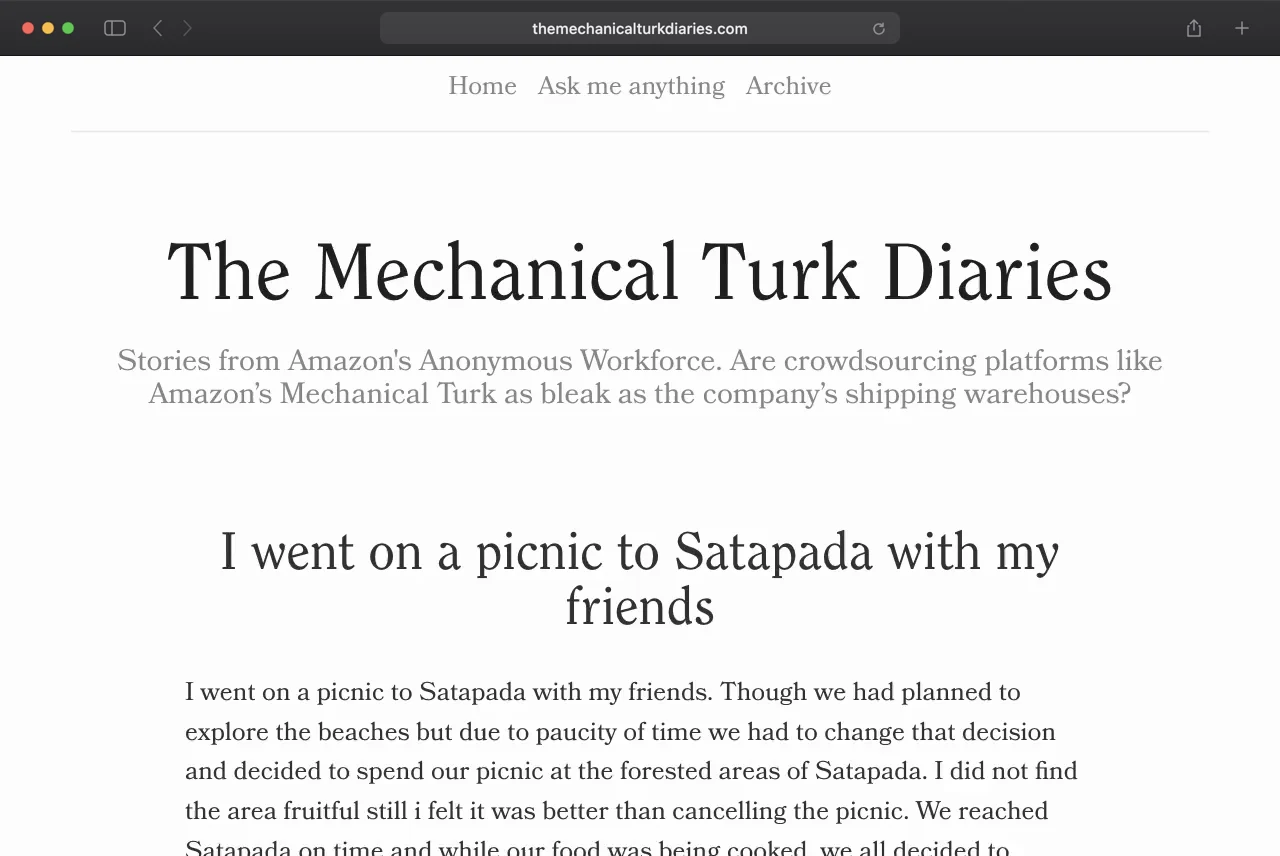 themechanicalturkdiaries.com
Home Ask me anything Archive
The Mechanical Turk Diaries
Stories from Amazon's Anonymous Workforce. Are crowdsourcing platforms like
Amazon’s Mechanical Turk as bleak as the company’s shipping warehouses?
I went on a picnic to Satapada with my
friends
I went on a picnic to Satapada with my friends. Though we had planned to
explore the beaches but due to paucity of time we had to change that decision
and decided to spend our picnic at the forested areas of Satapada. I did not find
the area fruitful still i felt it was better than cancelling the picnic. We reached
Satapada on time and while our food was being cooked, we all decided to